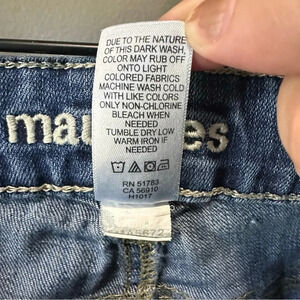 DUE TO THE NATURE
OF THIS DARK WASH,
COLOR MAY RUB OFF
ONTO LIGHT
COLORED FABRICS
MACHINE WASH COLD
WITH LIKE COLORS
ONLY NON-CHLORINE
BLEACH WHEN
NEEDED
TUMBLE DRY LOW
WARM IRON IF
NEEDED
RN 51783
CA 56910
H1017